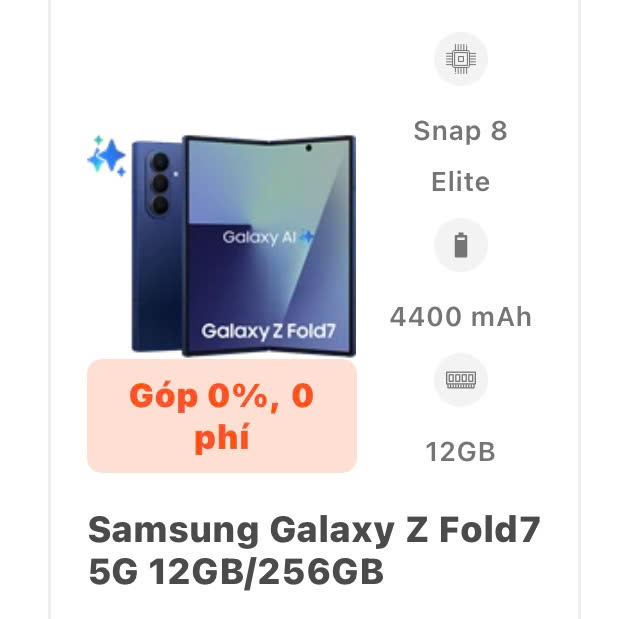 Snap 8
Elite
4400 mAh
12GB
Galaxy AI
Galaxy Z Fold7
Góp 0%, 0
phí
Samsung Galaxy Z Fold7
5G 12GB/256GB